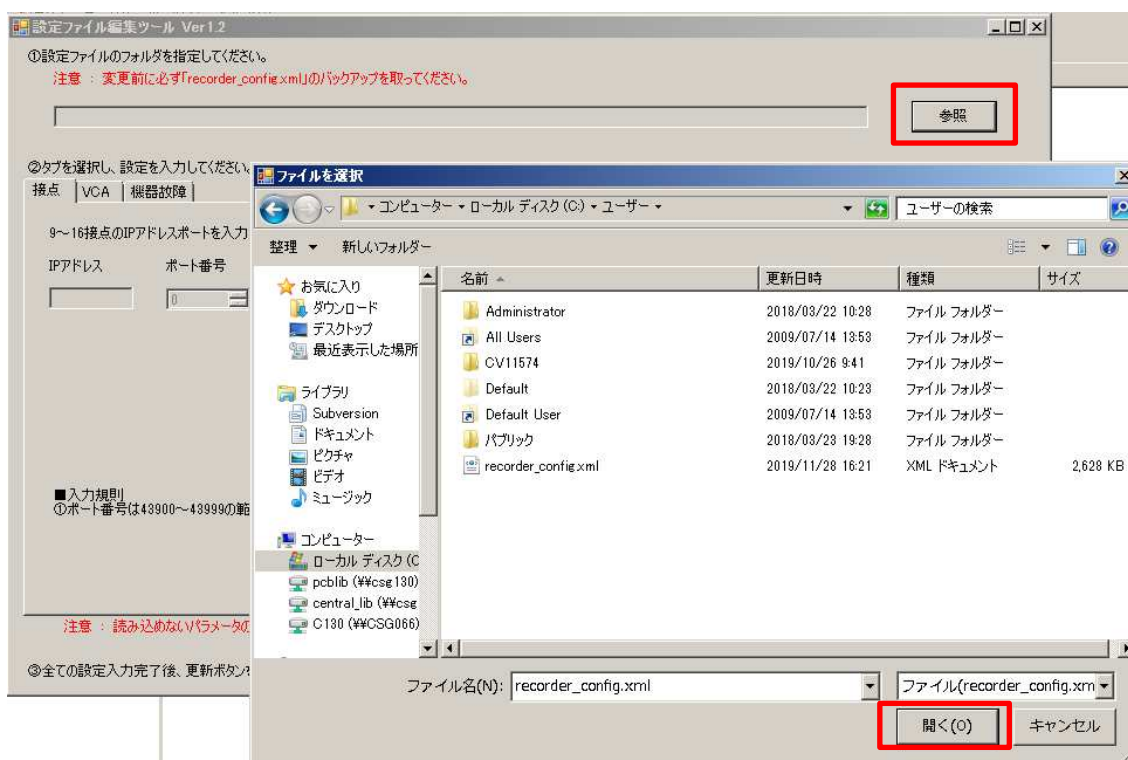 設定ファイル編集ツール Ver1.2
①設定ファイルのフォルダを指定してください。
注意 : 変更前に必ず「recorder_config.xml」のバックアップを取ってください。
参照
②タブを選択し、設定を入力してください。
接点 VCA 機器故障
9～16接点のIPアドレスポートを入力
IPアドレス ポート番号
0
■入力規則
①ポート番号は43900～43999の範
注意 : 読み込めないパラメータの
③全ての設定入力完了後、更新ボタンを
ファイルを選択
コンピューター ローカル ディスク (C:) ユーザー
ユーザーの検索
整理 新しいフォルダー
お気に入り
ダウンロード
デスクトップ
最近表示した場所
ライブラリ
Subversion
ドキュメント
ピクチャ
ビデオ
ミュージック
コンピューター
ローカル ディスク (C
pcblib (¥¥csg130)
central_lib (¥¥csg
C130 (¥¥CSG066)
名前 更新日時 種類 サイズ
Administrator 2018/03/22 10:28 ファイル フォルダー
All Users 2009/07/14 13:53 ファイル フォルダー
CV11574 2019/10/26 9:41 ファイル フォルダー
Default 2018/03/22 10:23 ファイル フォルダー
Default User 2009/07/14 13:53 ファイル フォルダー
パブリック 2018/03/23 19:28 ファイル フォルダー
recorder_config.xml 2019/11/28 16:21 XML ドキュメント 2,628 KB
ファイル名(N): recorder_config.xml ファイル(recorder_config.xm
開く(O) キャンセル